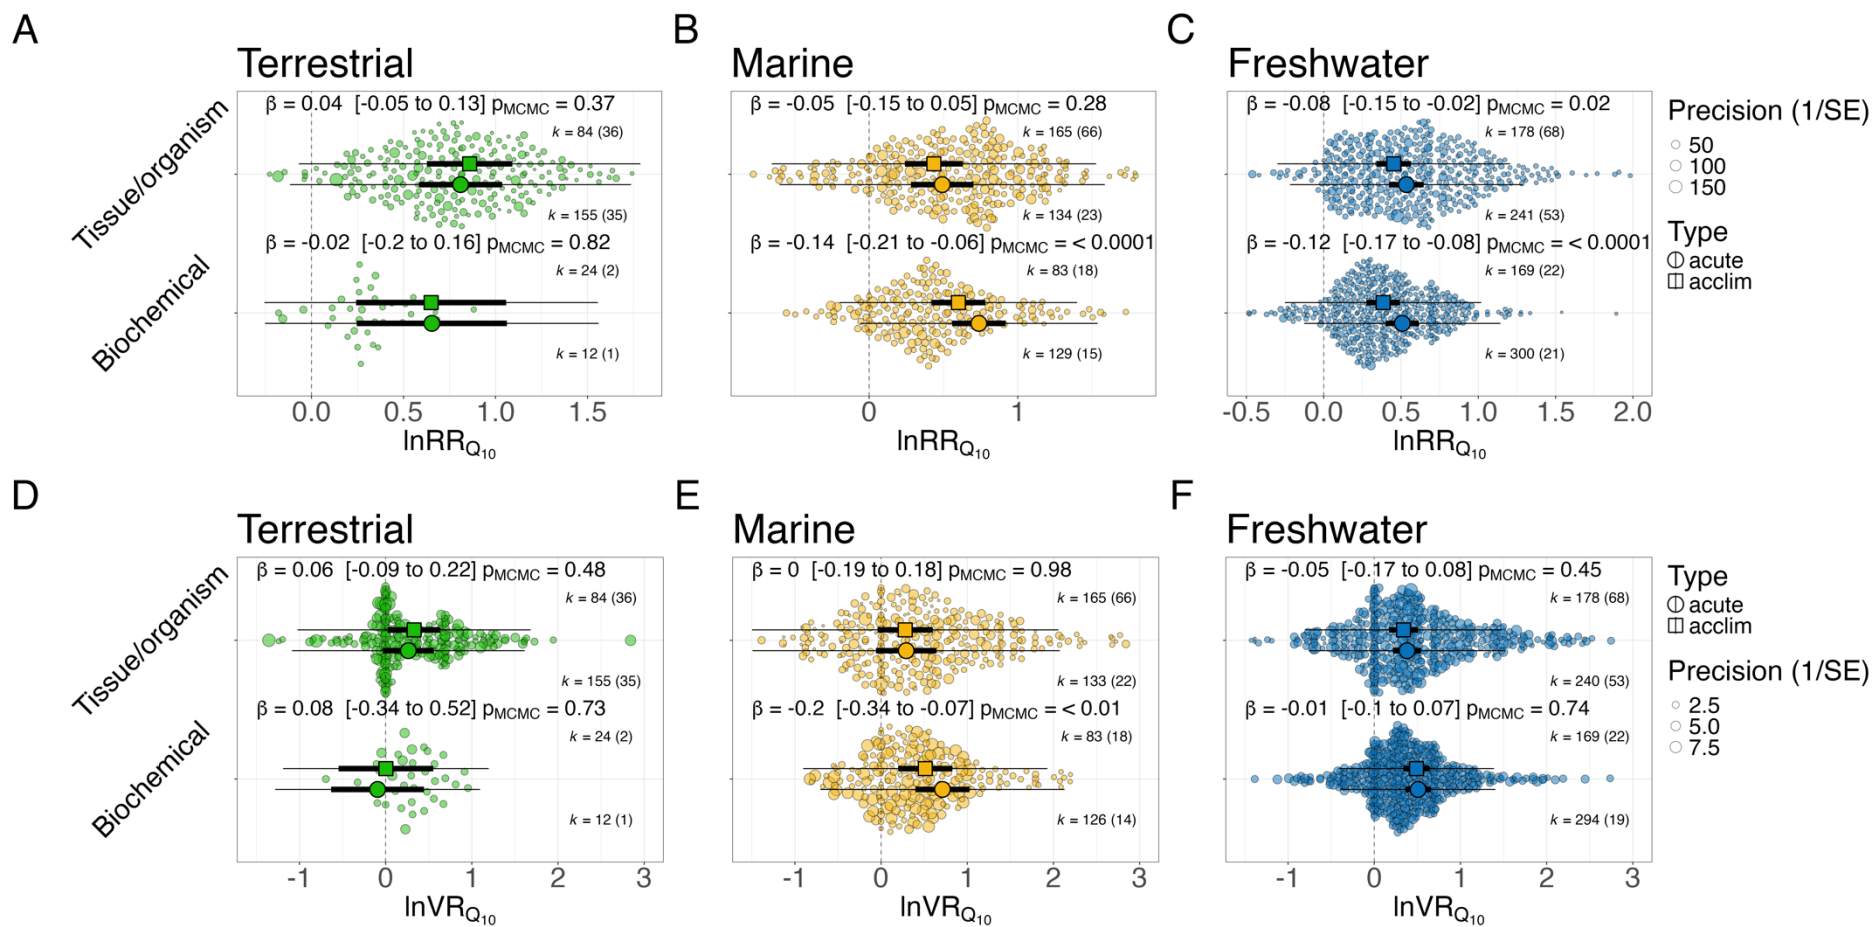 A
B
C
Terrestrial
Marine
Freshwater
Tissue/organism
Biochemical
β = 0.04 [-0.05 to 0.13] pMCMC = 0.37
k = 84 (36)
k = 155 (35)
β = -0.02 [-0.2 to 0.16] pMCMC = 0.82
k = 24 (2)
k = 12 (1)
0.0 0.5 1.0 1.5
lnRRQ10
β = -0.05 [-0.15 to 0.05] pMCMC = 0.28
k = 165 (66)
k = 134 (23)
β = -0.14 [-0.21 to -0.06] pMCMC = < 0.0001
k = 83 (18)
k = 129 (15)
0 1
lnRRQ10
β = -0.08 [-0.15 to -0.02] pMCMC = 0.02
k = 178 (68)
k = 241 (53)
β = -0.12 [-0.17 to -0.08] pMCMC = < 0.0001
k = 169 (22)
k = 300 (21)
-0.5 0.0 0.5 1.0 1.5 2.0
lnRRQ10
Precision (1/SE)
50
100
150
Type
acute
acclim
D
E
F
Terrestrial
Marine
Freshwater
Tissue/organism
Biochemical
β = 0.06 [-0.09 to 0.22] pMCMC = 0.48
k = 84 (36)
k = 155 (35)
β = 0.08 [-0.34 to 0.52] pMCMC = 0.73
k = 24 (2)
k = 12 (1)
-1 0 1 2 3
lnVRQ10
β = 0 [-0.19 to 0.18] pMCMC = 0.98
k = 165 (66)
k = 133 (22)
β = -0.2 [-0.34 to -0.07] pMCMC = < 0.01
k = 83 (18)
k = 126 (14)
-1 0 1 2 3
lnVRQ10
β = -0.05 [-0.17 to 0.08] pMCMC = 0.45
k = 178 (68)
k = 240 (53)
β = -0.01 [-0.1 to 0.07] pMCMC = 0.74
k = 169 (22)
k = 294 (19)
-1 0 1 2 3
lnVRQ10
Type
acute
acclim
Precision (1/SE)
2.5
5.0
7.5